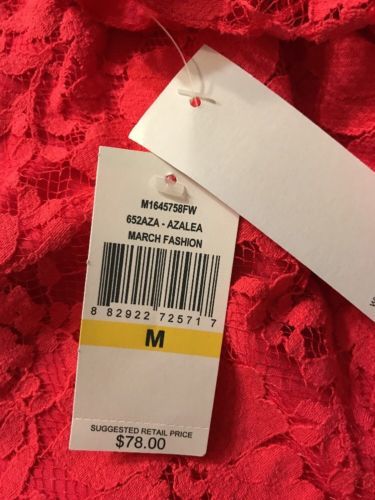 M1645758FW
652AZA - AZALEA
MARCH FASHION
8 82922 72571 7
M
SUGGESTED RETAIL PRICE
$78.00